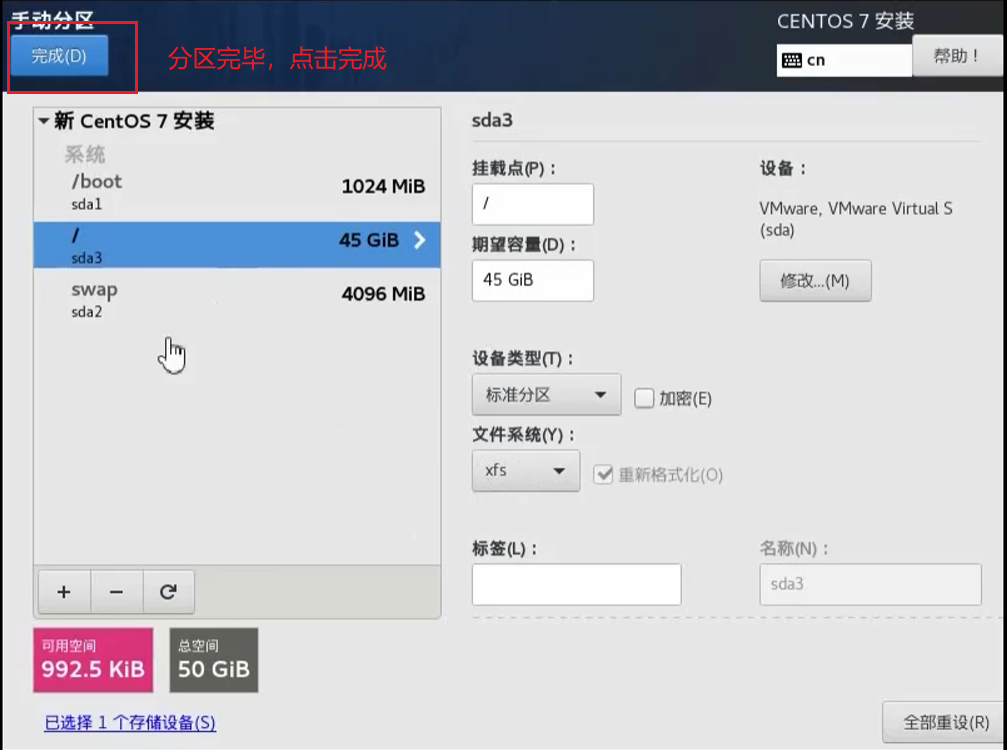 手动分区
CENTOS 7 安装
完成(D)
分区完毕，点击完成
cn
帮助！
新 CentOS 7 安装
系统
/boot
1024 MiB
sda1
/
45 GiB
sda3
swap
4096 MiB
sda2
sda3
挂载点(P)：
/
期望容量(D)：
45 GiB
设备：
VMware, VMware Virtual S
(sda)
修改...(M)
设备类型(T)：
标准分区
加密(E)
文件系统(Y)：
xfs
重新格式化(O)
标签(L)：
名称(N)：
sda3
可用空间
992.5 KiB
总空间
50 GiB
已选择 1 个存储设备(S)
全部重设(R)